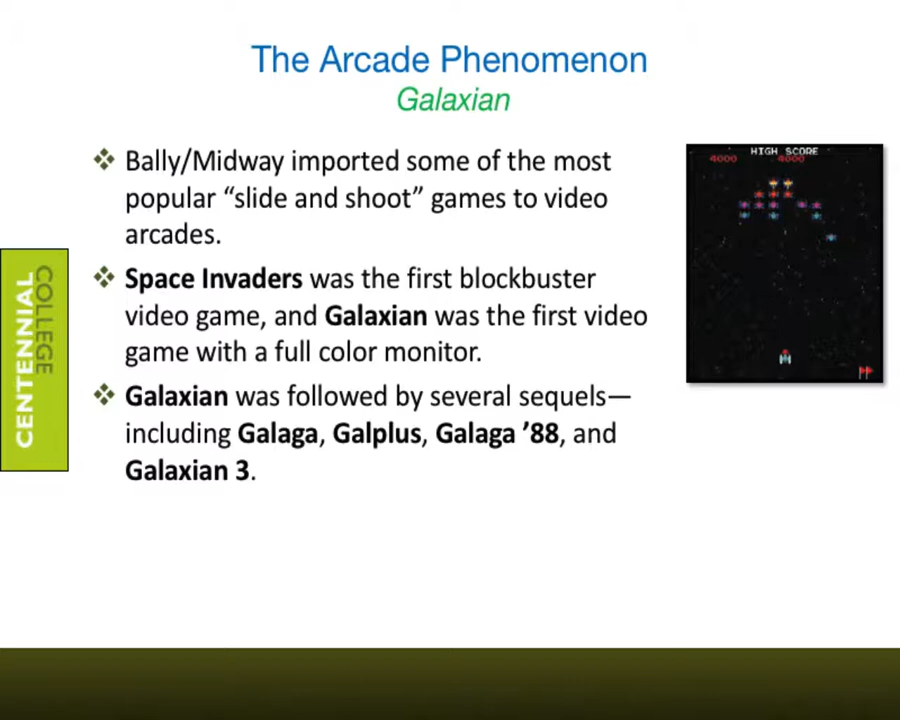 The Arcade Phenomenon
Galaxian
❖ Bally/Midway imported some of the most
popular “slide and shoot” games to video
arcades.
❖ Space Invaders was the first blockbuster
video game, and Galaxian was the first video
game with a full color monitor.
❖ Galaxian was followed by several sequels—
including Galaga, Galplus, Galaga ’88, and
Galaxian 3.
HIGH SCORE
4000 4000
CENTENNIAL
COLLEGE